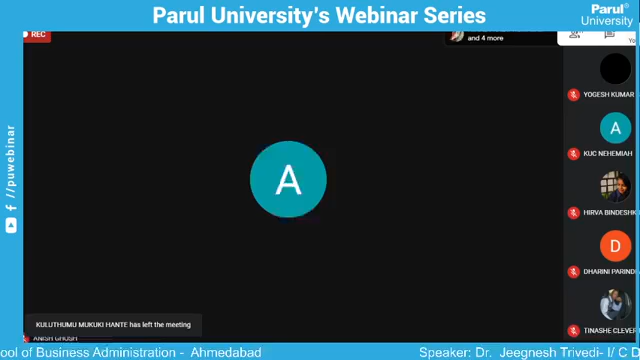 Parul University's Webinar Series
Parul®
University
REC
and 4 more
Yo
A
YOGESH KUMAR
A
KUC NEHEMIAH
HIRVA BINDESHK
D
DHARINI PARIND
TINASHE CLEVER
//puwebinar
KULUTHUMU MUKUKI HANTE has left the meeting
ANISH GHOSH
ool of Business Administration - Ahmedabad
Speaker: Dr. Jeegnesh Trivedi- I/ C D